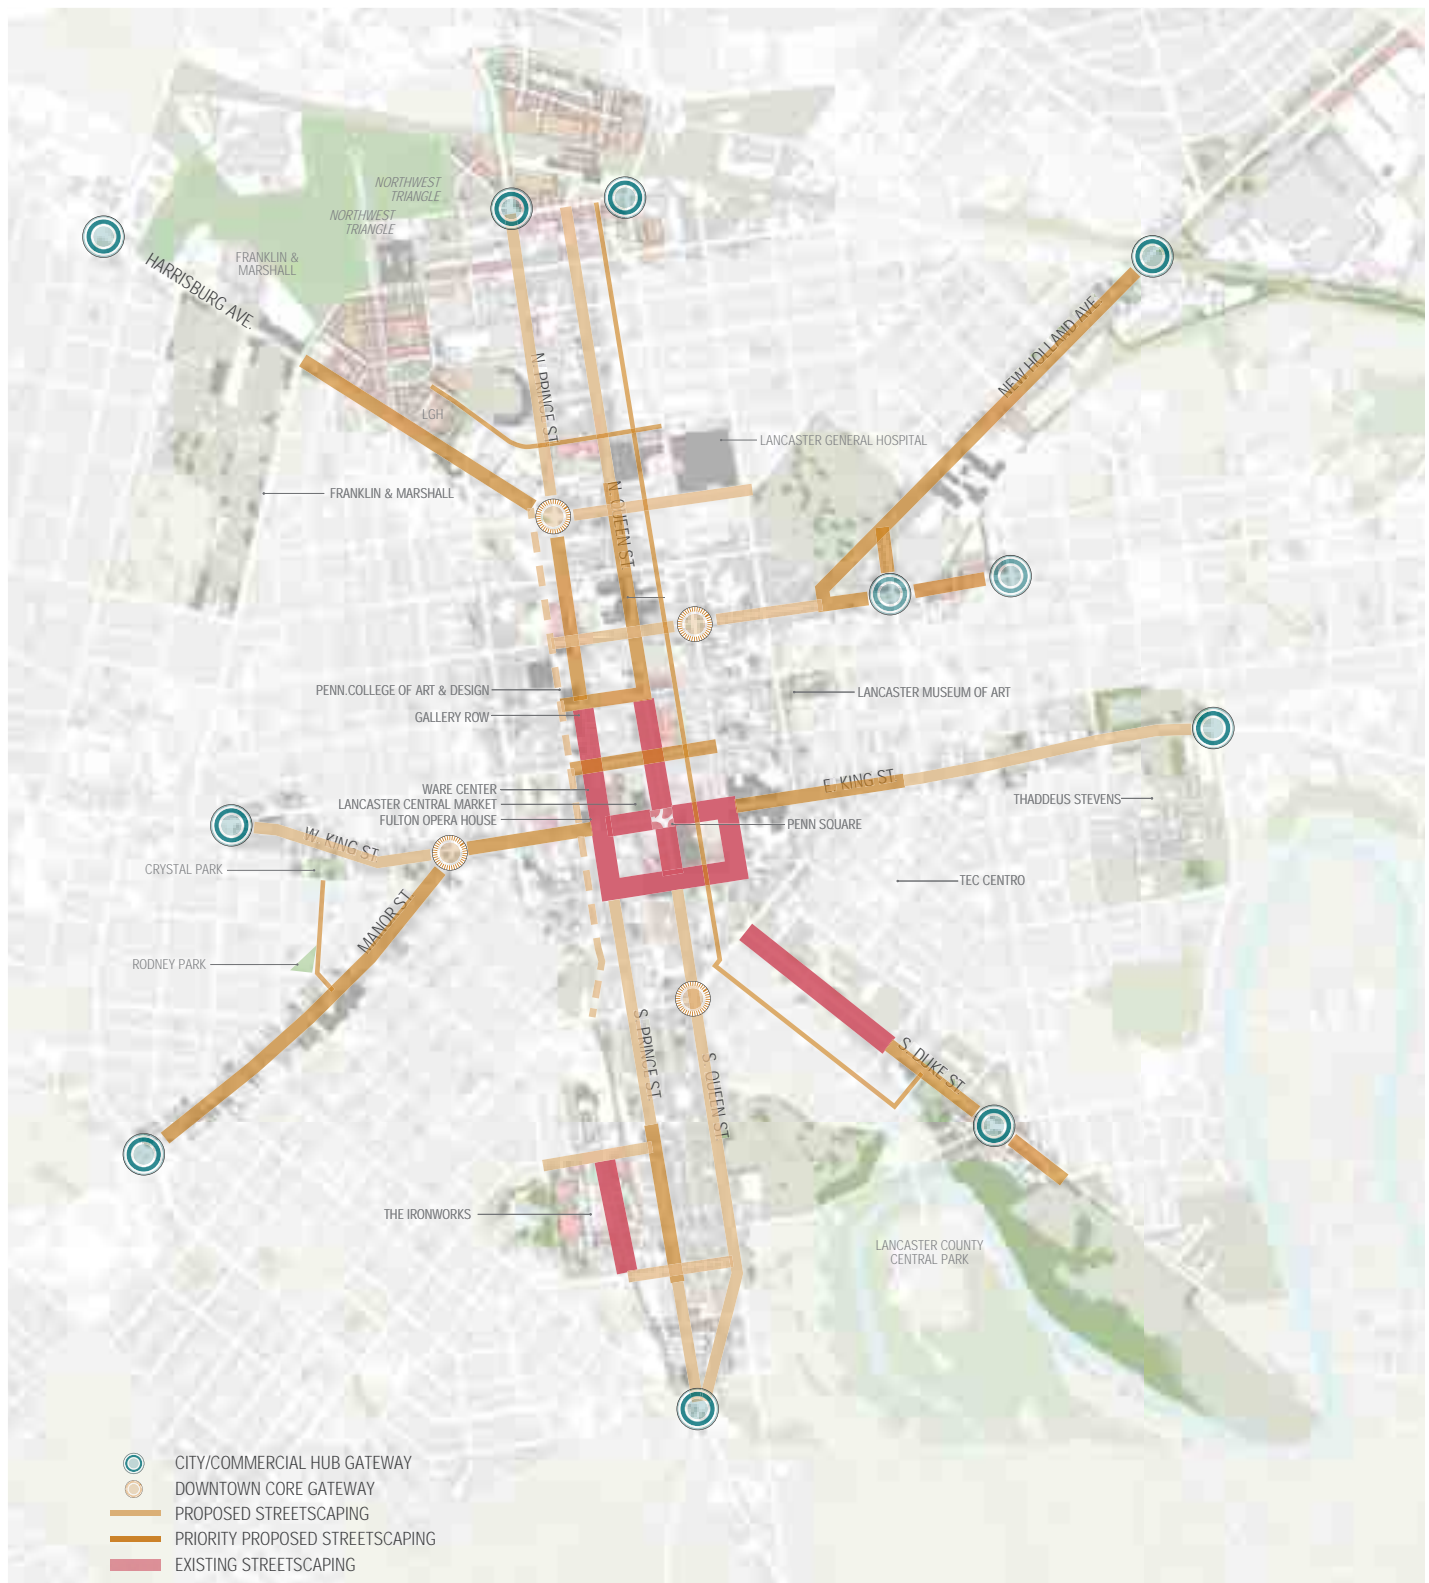 NORTHWEST
TRIANGLE
NORTHWEST
TRIANGLE
FRANKLIN &
MARSHALL
HARRISBURG AVE.
NEW HOLLAND AVE.
N. PRINCE ST.
LGH
LANCASTER GENERAL HOSPITAL
FRANKLIN & MARSHALL
N. QUEEN ST.
PENN.COLLEGE OF ART & DESIGN
LANCASTER MUSEUM OF ART
GALLERY ROW
WARE CENTER
E. KING ST
LANCASTER CENTRAL MARKET
THADDEUS STEVENS
FULTON OPERA HOUSE
PENN SQUARE
W. KING ST.
CRYSTAL PARK
TEC CENTRO
MANOR ST
RODNEY PARK
S. PRINCE ST
S. QUEEN ST
S. DUKE ST
THE IRONWORKS
LANCASTER COUNTY
CENTRAL PARK
CITY/COMMERCIAL HUB GATEWAY
DOWNTOWN CORE GATEWAY
PROPOSED STREETSCAPING
PRIORITY PROPOSED STREETSCAPING
EXISTING STREETSCAPING